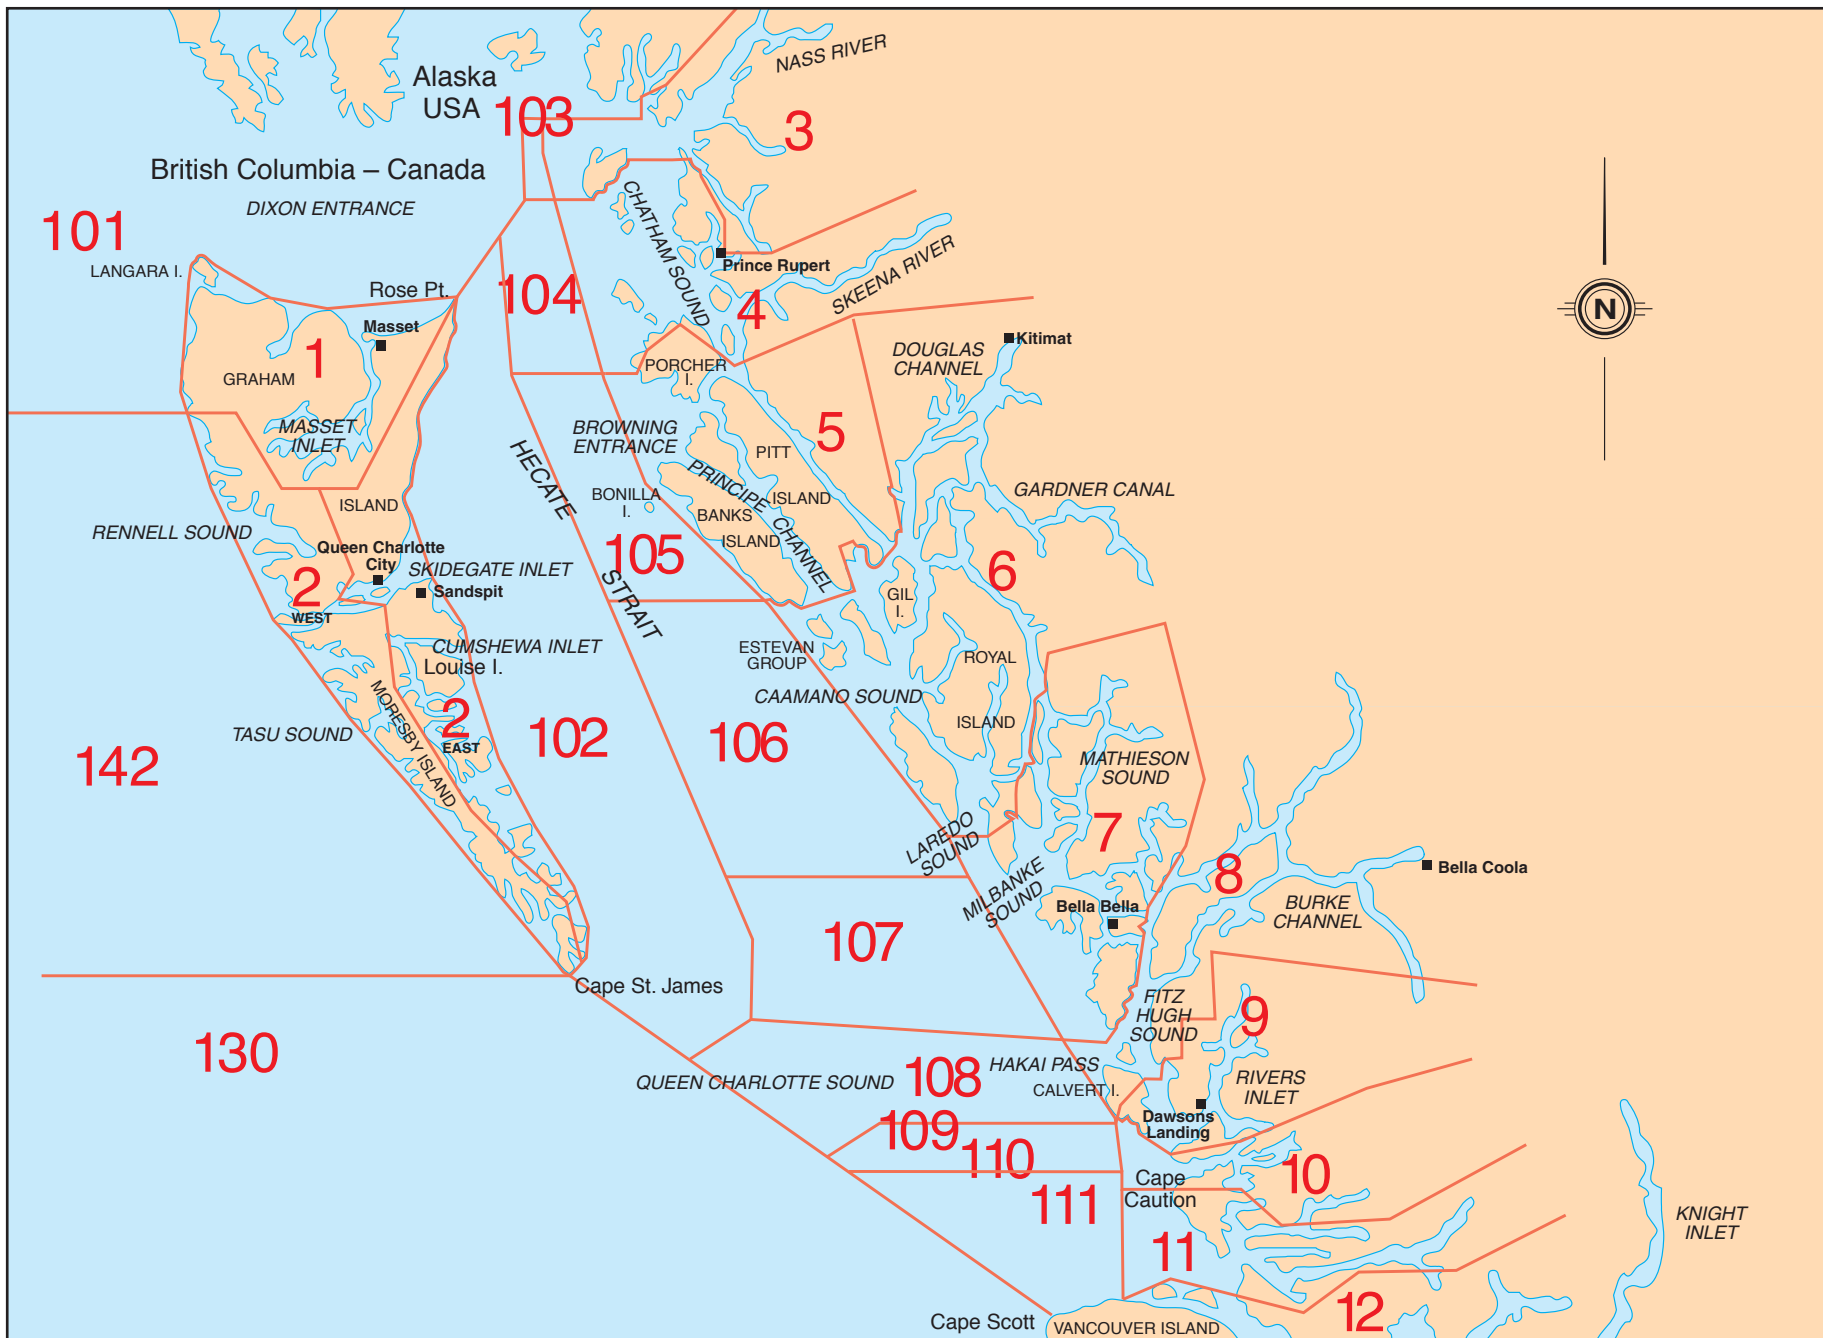 NASS RIVER
Alaska
USA
103
3
British Columbia – Canada
DIXON ENTRANCE
101
CHATHAM SOUND
LANGARA I.
Rose Pt.
Prince Rupert
SKEENA RIVER
104
4
N
Masset
1
GRAHAM
Kitimat
DOUGLAS
CHANNEL
PORCHER
I.
MASSET
INLET
BROWNING
ENTRANCE
5
HECATE
STRAIT
PITT
ISLAND
PRINCIPE CHANNEL
GARDNER CANAL
BONILLA
I.
BANKS
ISLAND
ISLAND
RENNELL SOUND
Queen Charlotte
City
SKIDEGATE INLET
105
6
2
WEST
Sandspit
GIL
I.
CUMSHEWA INLET
Louise I.
ESTEVAN
GROUP
ROYAL
ISLAND
CAAMANO SOUND
MORESBY ISLAND
2
EAST
TASU SOUND
102
106
142
MATHIESON
SOUND
7
LAREDO
SOUND
8
Bella Coola
MILBANKE
SOUND
Bella Bella
BURKE
CHANNEL
107
Cape St. James
FITZ
HUGH
SOUND
9
130
HAKAI PASS
108
QUEEN CHARLOTTE SOUND
CALVERT I.
RIVERS
INLET
Dawsons
Landing
109
110
Cape
Caution
10
111
11
KNIGHT
INLET
12
Cape Scott
VANCOUVER ISLAND